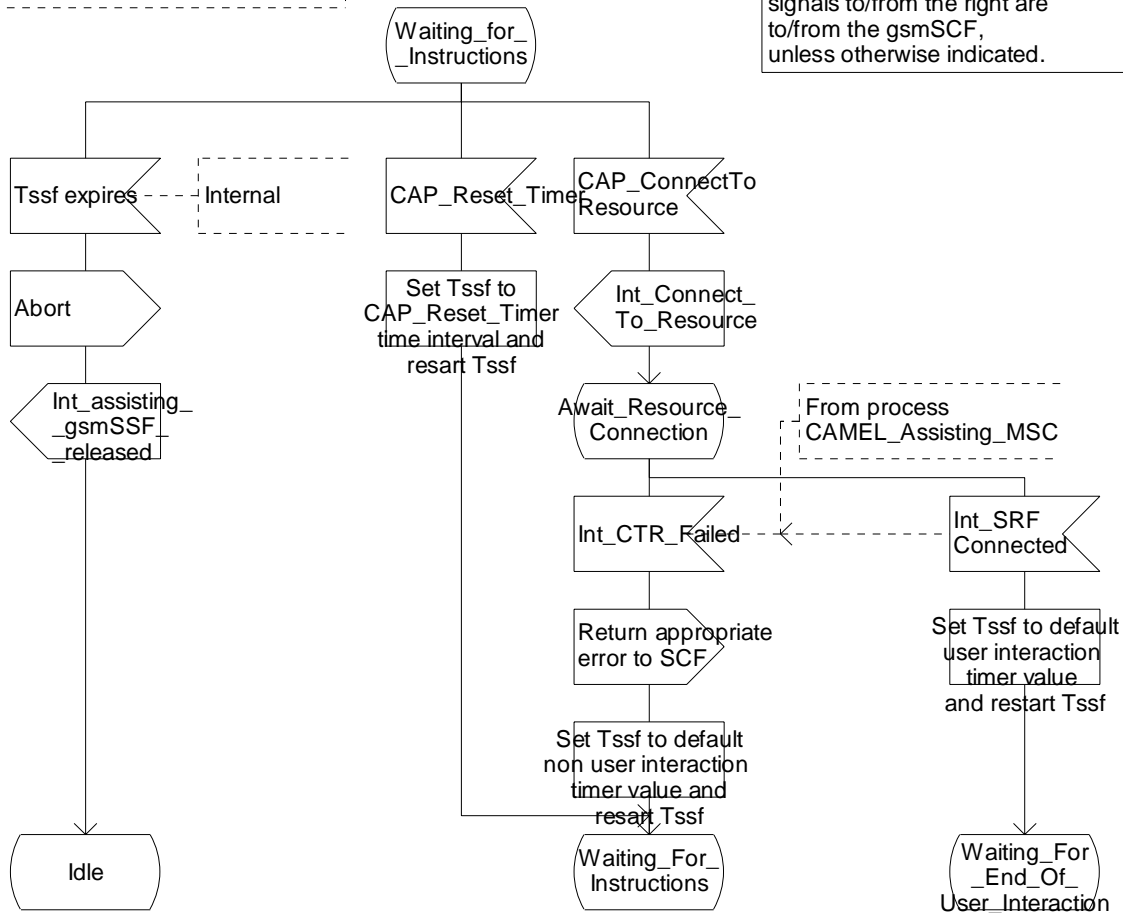 signals to/from the right are
to/from the gsmSCF,
unless otherwise indicated.
Waiting_for_
_Instructions
Tssf expires
Internal
CAP_Reset_Timer
CAP_ConnectTo
Resource
Abort
Set Tssf to
CAP_Reset_Timer
time interval and
resart Tssf
Int_Connect_
To_Resource
Int_assisting_
_gsmSSF_
_released
Await_Resource_
Connection
From process
CAMEL_Assisting_MSC
Int_CTR_Failed
Int_SRF
Connected
Return appropriate
error to SCF
Set Tssf to default
user interaction
timer value
and restart Tssf
Set Tssf to default
non user interaction
timer value and
resart Tssf
Idle
Waiting_For_
Instructions
Waiting_For
_End_Of_
User_Interaction